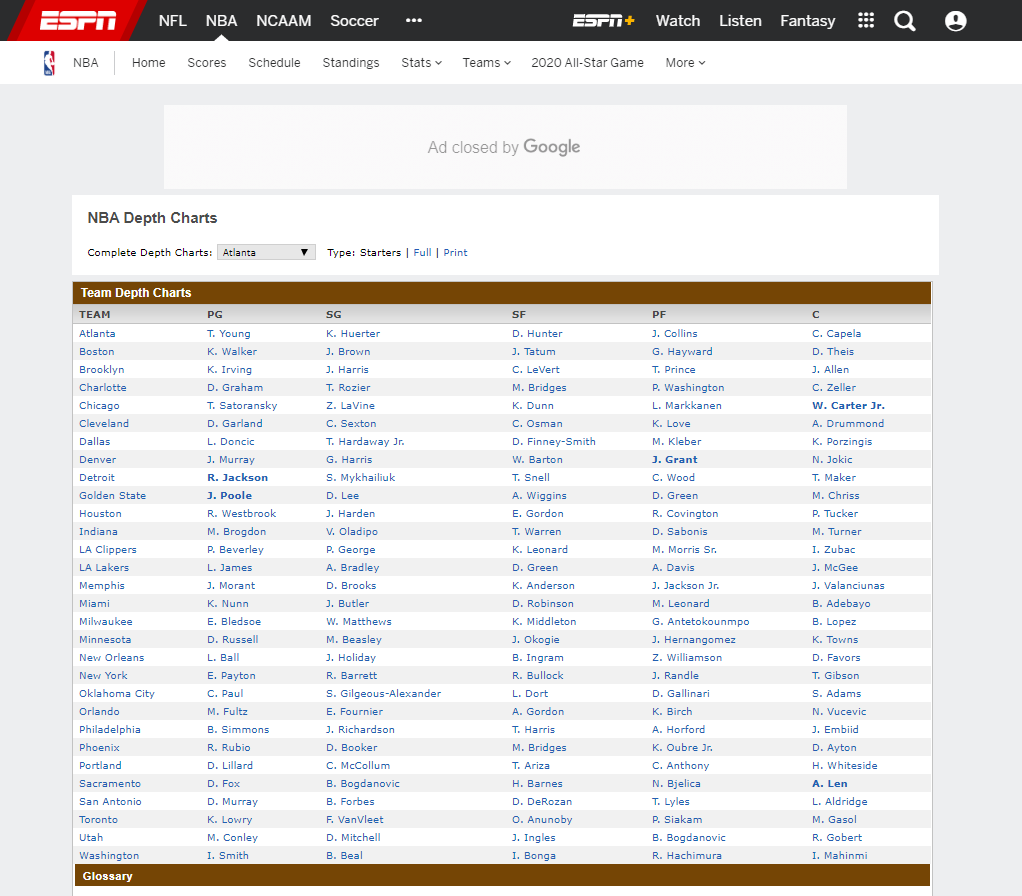 ESPN NFL NBA NCAAM Soccer ••• ESPN+ Watch Listen Fantasy
NBA Home Scores Schedule Standings Stats Teams 2020 All-Star Game More
Ad closed by Google
NBA Depth Charts
Complete Depth Charts: Atlanta ▼ Type: Starters | Full | Print
Team Depth Charts
TEAM PG SG SF PF C
Atlanta T. Young K. Huerter D. Hunter J. Collins C. Capela
Boston K. Walker J. Brown J. Tatum G. Hayward D. Theis
Brooklyn K. Irving J. Harris C. LeVert T. Prince J. Allen
Charlotte D. Graham T. Rozier M. Bridges P. Washington C. Zeller
Chicago T. Satoransky Z. LaVine K. Dunn L. Markkanen W. Carter Jr.
Cleveland D. Garland C. Sexton C. Osman K. Love A. Drummond
Dallas L. Doncic T. Hardaway Jr. D. Finney-Smith M. Kleber K. Porzingis
Denver J. Murray G. Harris W. Barton J. Grant N. Jokic
Detroit R. Jackson S. Mykhailiuk T. Snell C. Wood T. Maker
Golden State J. Poole D. Lee A. Wiggins D. Green M. Chriss
Houston R. Westbrook J. Harden E. Gordon R. Covington P. Tucker
Indiana M. Brogdon V. Oladipo T. Warren D. Sabonis M. Turner
LA Clippers P. Beverley P. George K. Leonard M. Morris Sr. I. Zubac
LA Lakers L. James A. Bradley D. Green A. Davis J. McGee
Memphis J. Morant D. Brooks K. Anderson J. Jackson Jr. J. Valanciunas
Miami K. Nunn J. Butler D. Robinson M. Leonard B. Adebayo
Milwaukee E. Bledsoe W. Matthews K. Middleton G. Antetokounmpo B. Lopez
Minnesota D. Russell M. Beasley J. Okogie J. Hernangomez K. Towns
New Orleans L. Ball J. Holiday B. Ingram Z. Williamson D. Favors
New York E. Payton R. Barrett R. Bullock J. Randle T. Gibson
Oklahoma City C. Paul S. Gilgeous-Alexander L. Dort D. Gallinari S. Adams
Orlando M. Fultz E. Fournier A. Gordon K. Birch N. Vucevic
Philadelphia B. Simmons J. Richardson T. Harris A. Horford J. Embiid
Phoenix R. Rubio D. Booker M. Bridges K. Oubre Jr. D. Ayton
Portland D. Lillard C. McCollum T. Ariza C. Anthony H. Whiteside
Sacramento D. Fox B. Bogdanovic H. Barnes N. Bjelica A. Len
San Antonio D. Murray B. Forbes D. DeRozan T. Lyles L. Aldridge
Toronto K. Lowry F. VanVleet O. Anunoby P. Siakam M. Gasol
Utah M. Conley D. Mitchell J. Ingles B. Bogdanovic R. Gobert
Washington I. Smith B. Beal I. Bonga R. Hachimura I. Mahinmi
Glossary